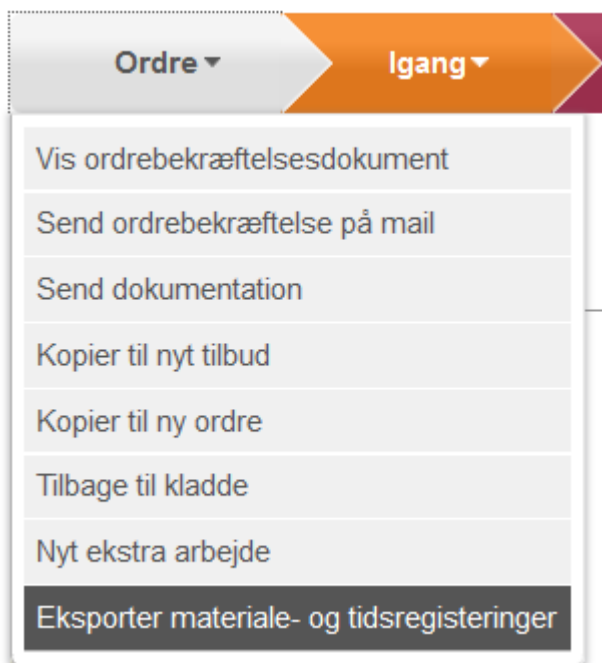 Ordre
Igang
Vis ordrebekræftelsesdokument
Send ordrebekræftelse på mail
Send dokumentation
Kopier til nyt tilbud
Kopier til ny ordre
Tilbage til kladde
Nyt ekstra arbejde
Eksporter materiale- og tidsregisteringer